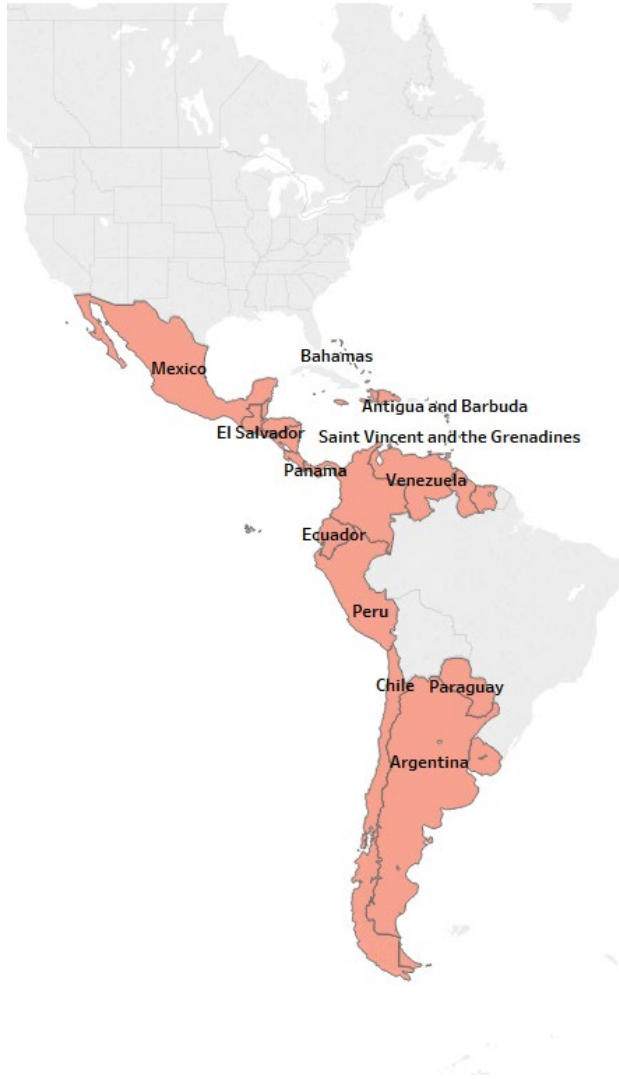 Bahamas
Mexico
Antigua and Barbuda
El Salvador
Saint Vincent and the Grenadines
Panama
Venezuela
Ecuador
Peru
Chile
Paraguay
Argentina